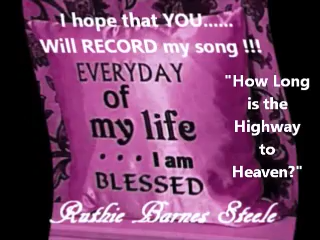 I hope that YOU......
Will RECORD my song !!!
EVERYDAY
of
my life
. . . I am
BLESSED
"How Long
is the
Highway
to
Heaven?"
Ruthie Barnes Steele